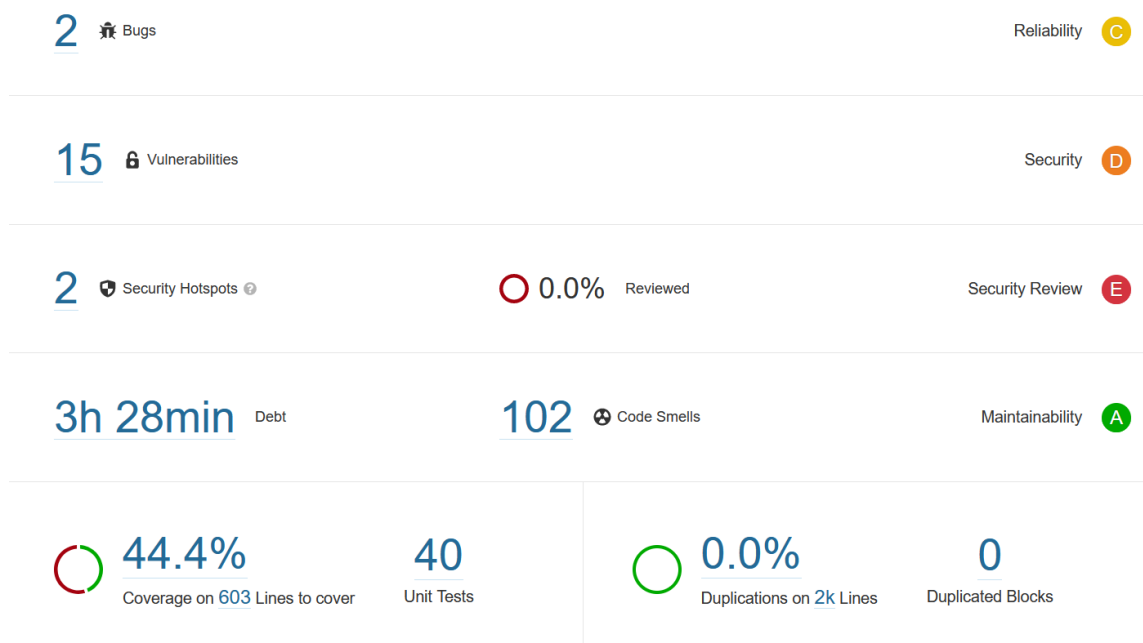 2 Bugs Reliability C
15 Vulnerabilities Security D
2 Security Hotspots ? 0.0% Reviewed Security Review E
3h 28min Debt 102 Code Smells Maintainability A
44.4% 40 0.0% 0
Coverage on 603 Lines to cover Unit Tests Duplications on 2k Lines Duplicated Blocks